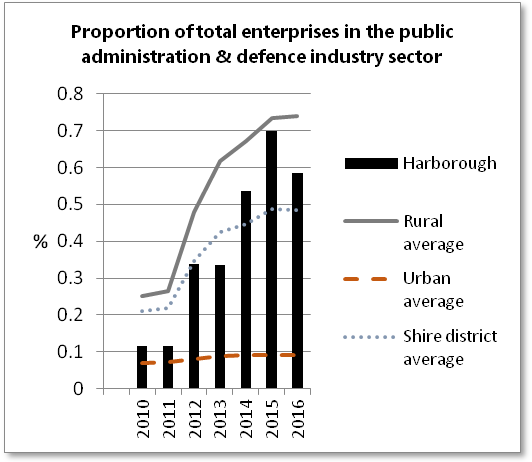 Proportion of total enterprises in the public
administration & defence industry sector
0.8
0.7
0.6
0.5
0.4
0.3
0.2
0.1
0
%
2010
2011
2012
2013
2014
2015
2016
Harborough
Rural
average
Urban
average
Shire district
average